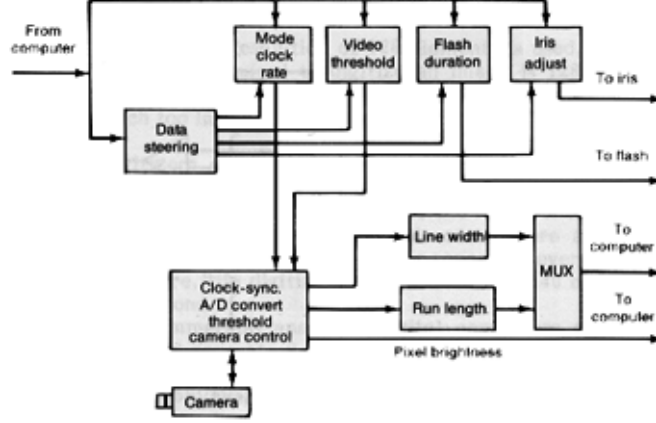 From
computer
Mode
clock
rate
Video
threshold
Flash
duration
Iris
adjust
To iris
Data
steering
To flash
Line width
To
computer
MUX
Clock-sync.
A/D convert
threshold
camera control
Run length
To
computer
Pixel brightness
Camera